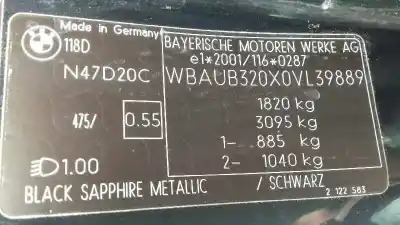 Made in Germany
BMW
118D
N47D20C
475/ 0.55
1.00
BAYERISCHE MOTOREN WERKE AG
e1*2001/116*0287
WBAUB320X0VL39889
1820 kg
3095 kg
1- 885 kg
2- 1040 kg
BLACK SAPPHIRE METALLIC / SCHWARZ
2 122 583